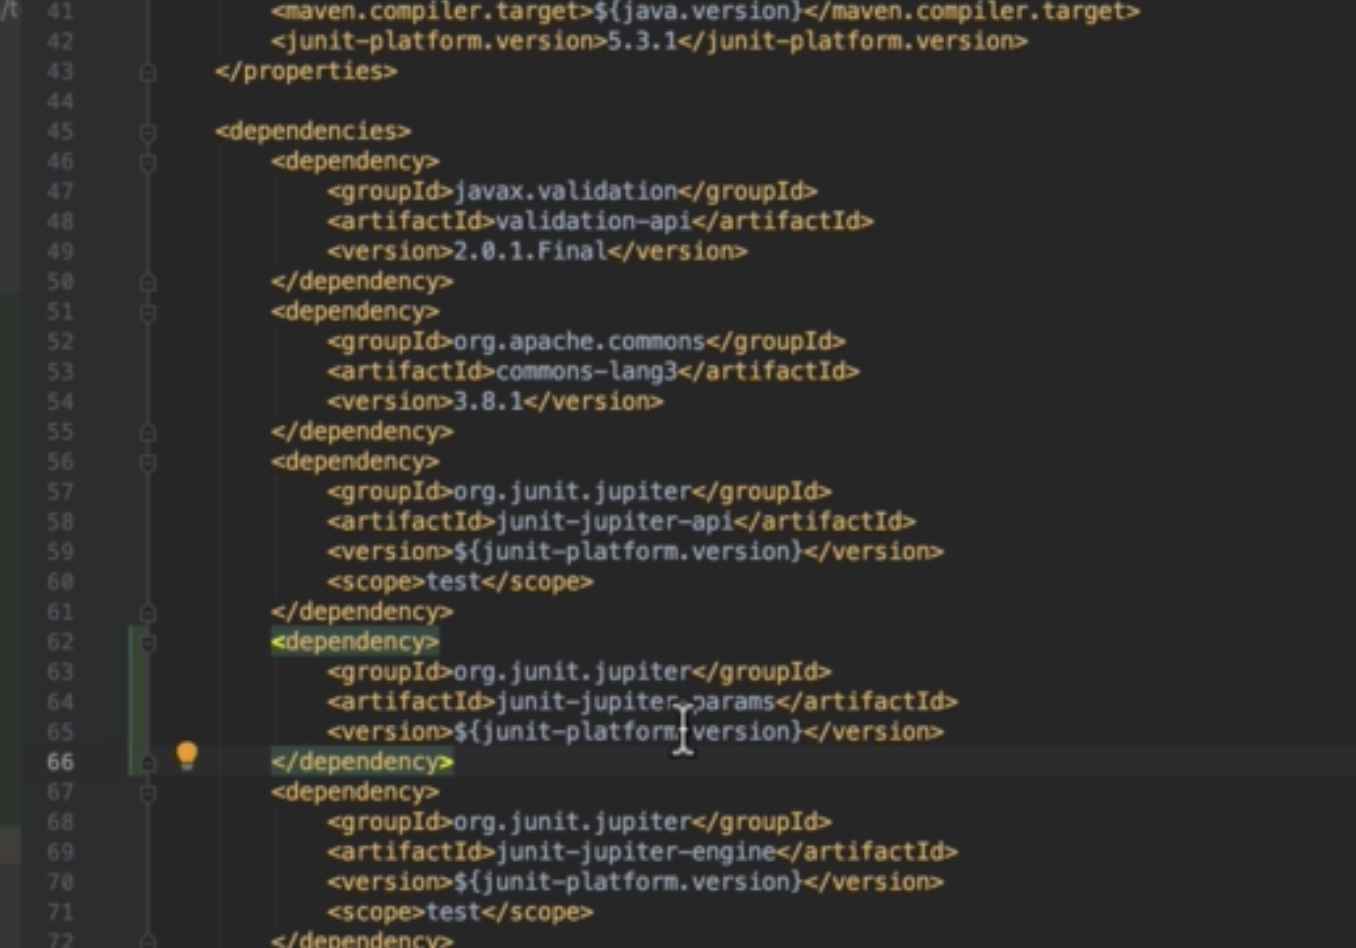 /t
41 <maven.compiler.target>${java.version}</maven.compiler.target>
42 <junit-platform.version>5.3.1</junit-platform.version>
43 </properties>
44
45 <dependencies>
46 <dependency>
47 <groupId>javax.validation</groupId>
48 <artifactId>validation-api</artifactId>
49 <version>2.0.1.Final</version>
50 </dependency>
51 <dependency>
52 <groupId>org.apache.commons</groupId>
53 <artifactId>commons-lang3</artifactId>
54 <version>3.8.1</version>
55 </dependency>
56 <dependency>
57 <groupId>org.junit.jupiter</groupId>
58 <artifactId>junit-jupiter-api</artifactId>
59 <version>${junit-platform.version}</version>
60 <scope>test</scope>
61 </dependency>
62 <dependency>
63 <groupId>org.junit.jupiter</groupId>
64 <artifactId>junit-jupiter-params</artifactId>
65 <version>${junit-platform.version}</version>
66 </dependency>
67 <dependency>
68 <groupId>org.junit.jupiter</groupId>
69 <artifactId>junit-jupiter-engine</artifactId>
70 <version>${junit-platform.version}</version>
71 <scope>test</scope>
72 </dependency>